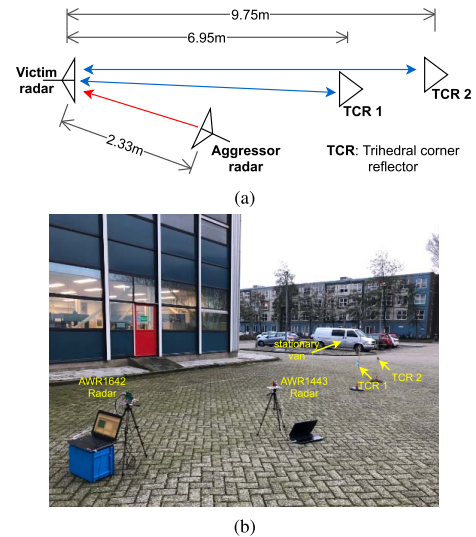 9.75m
6.95m
Victim
radar
TCR 1
TCR 2
2.33m
Aggressor
radar
TCR: Trihedral corner
reflector
(a)
stationary
van
AWR1642
Radar
AWR1443
Radar
TCR 1
TCR 2
(b)